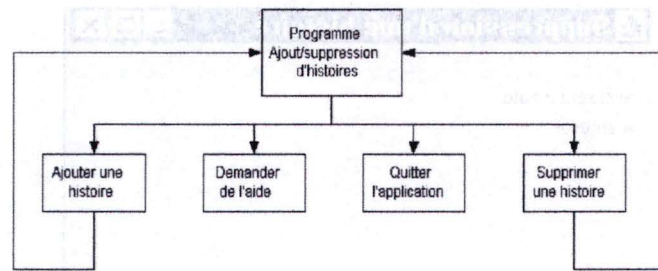 Programme
Ajout/suppression
d'histoires
Ajouter une
histoire
Demander
de l'aide
Quitter
l'application
Supprimer
une histoire